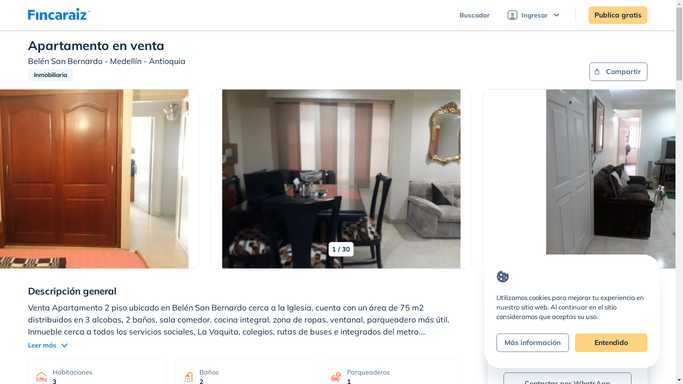 Fincaraiz
Buscador
Ingresar
Publica gratis
Apartamento en venta
Belén San Bernardo - Medellín - Antioquia
Inmobiliaria
Compartir
1 / 30
Descripción general
Venta Apartamento 2 piso ubicado en Belén San Bernardo cerca a la Iglesia, cuenta con un área de 75 m2
distribuidos en 3 alcobas, 2 baños, sala comedor, cocina integral, zona de ropas, ventanal, parqueadero más útil.
Inmueble cerca a todos los servicios sociales, La Vaquita, colegios, rutas de buses e integrados del metro....
Leer más
Habitaciones
3
Baños
2
Parqueaderos
1
Utilizamos cookies para mejorar tu experiencia en
nuestro sitio web. Al continuar en el sitio
consideramos que aceptas su uso.
Más información
Entendido
Contactar por WhatsApp